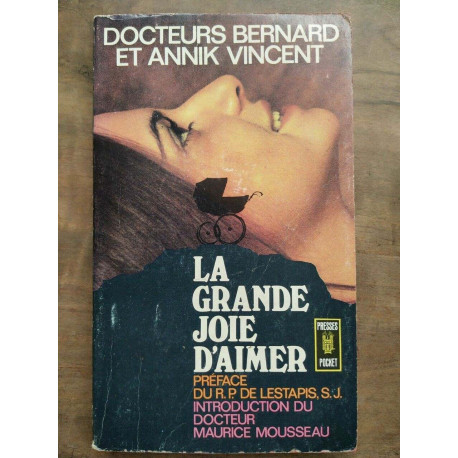 DOCTEURS BERNARD
ET ANNIK VINCENT
LA
GRANDE
JOIE
D'AIMER
PRESSES
POCKET
PRÉFACE
DU R.P. DE LESTAPIS, S.J.
INTRODUCTION DU
DOCTEUR
MAURICE MOUSSEAU